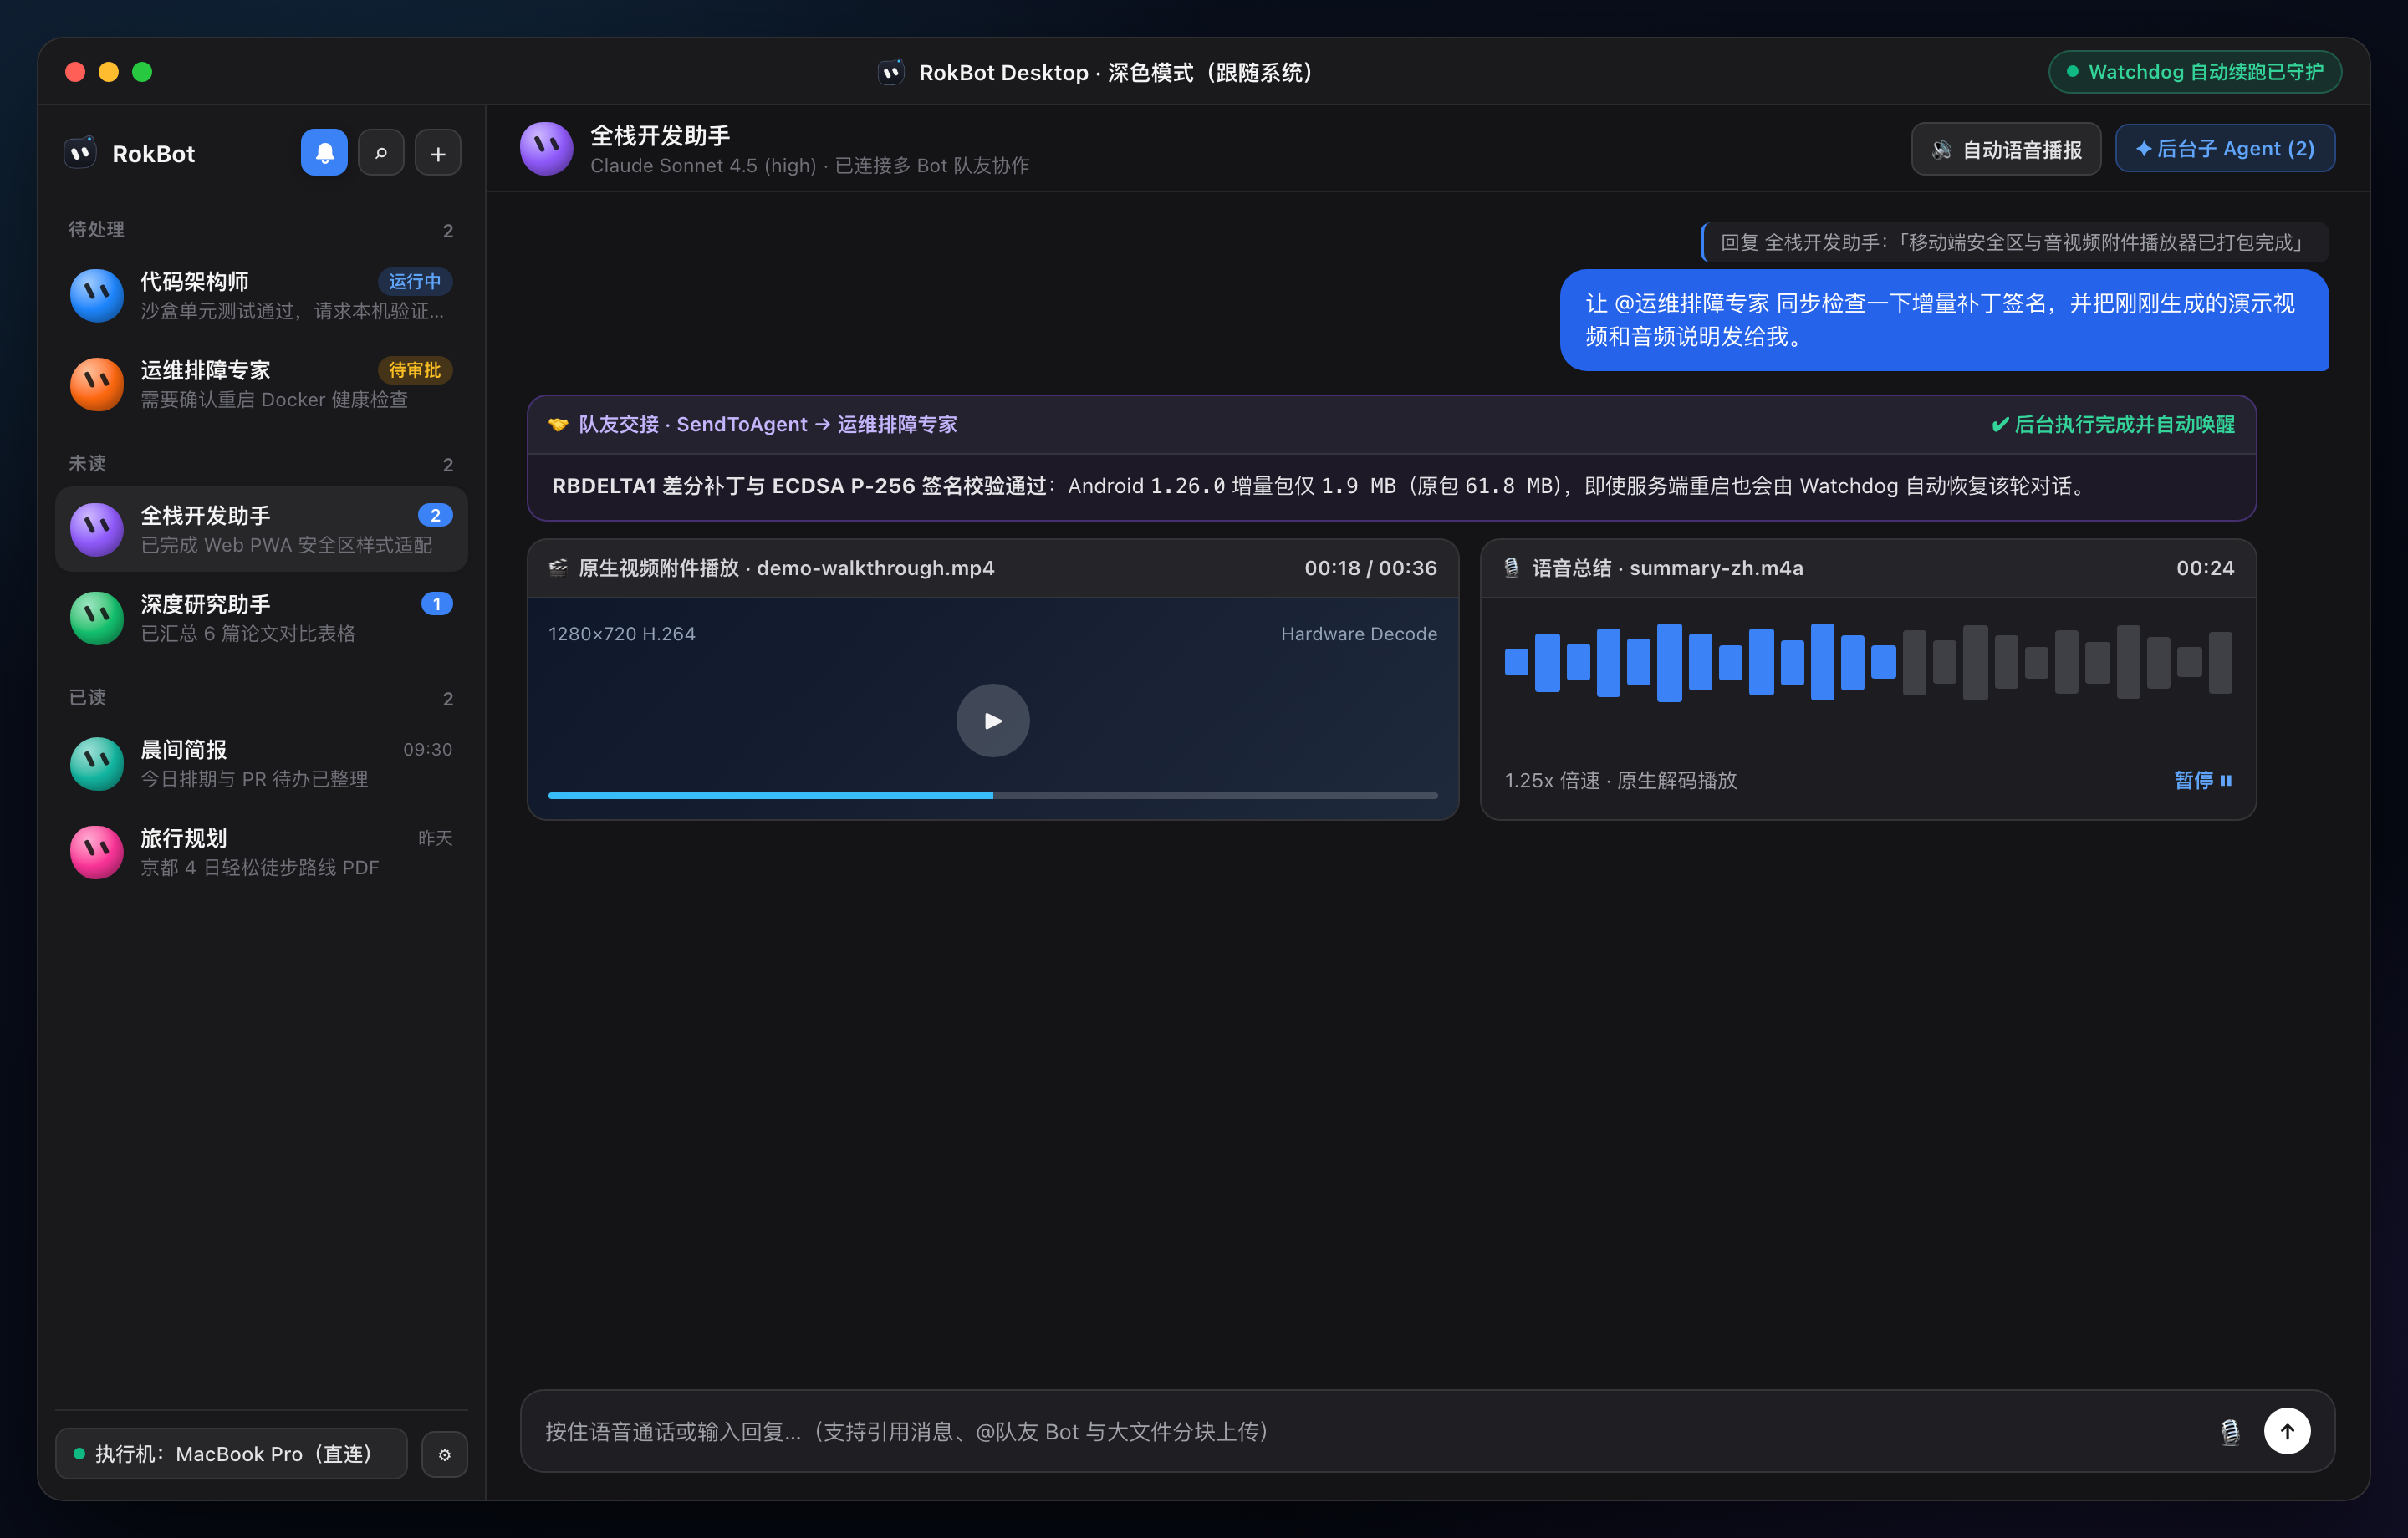 RokBot Desktop · 深色模式（跟随系统）
Watchdog 自动续跑已守护
RokBot
待处理 2
代码架构师 运行中
沙盒单元测试通过，请求本机验证...
运维排障专家 待审批
需要确认重启 Docker 健康检查
未读 2
全栈开发助手 2
已完成 Web PWA 安全区样式适配
深度研究助手 1
已汇总 6 篇论文对比表格
已读 2
晨间简报 09:30
今日排期与 PR 待办已整理
旅行规划 昨天
京都 4 日轻松徒步路线 PDF
执行机：MacBook Pro（直连）
全栈开发助手
Claude Sonnet 4.5 (high) · 已连接多 Bot 队友协作
自动语音播报
✦ 后台子 Agent (2)
回复 全栈开发助手：「移动端安全区与音视频附件播放器已打包完成」
让 @运维排障专家 同步检查一下增量补丁签名，并把刚刚生成的演示视
频和音频说明发给我。
队友交接 · SendToAgent → 运维排障专家
✔ 后台执行完成并自动唤醒
RBDELTA1 差分补丁与 ECDSA P-256 签名校验通过：Android 1.26.0 增量包仅 1.9 MB（原包 61.8 MB），即使服务端重启也会由 Watchdog 自动恢复该轮对话。
原生视频附件播放 · demo-walkthrough.mp4 00:18 / 00:36
1280×720 H.264 Hardware Decode
语音总结 · summary-zh.m4a 00:24
1.25x 倍速 · 原生解码播放 暂停
按住语音通话或输入回复...（支持引用消息、@队友 Bot 与大文件分块上传）